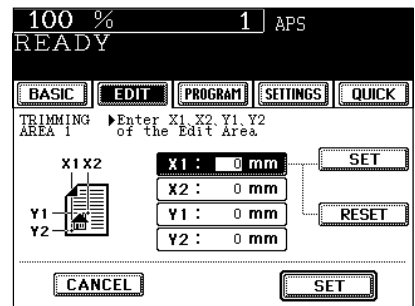 100 % 1 APS
READY
BASIC EDIT PROGRAM SETTINGS QUICK
TRIMMING ▶Enter X1、X2、Y1、Y2
AREA 1 of the Edit Area
X1 X2
X1 : 0 mm SET
X2 : 0 mm
Y1
Y1 : 0 mm RESET
Y2
Y2 : 0 mm
CANCEL SET